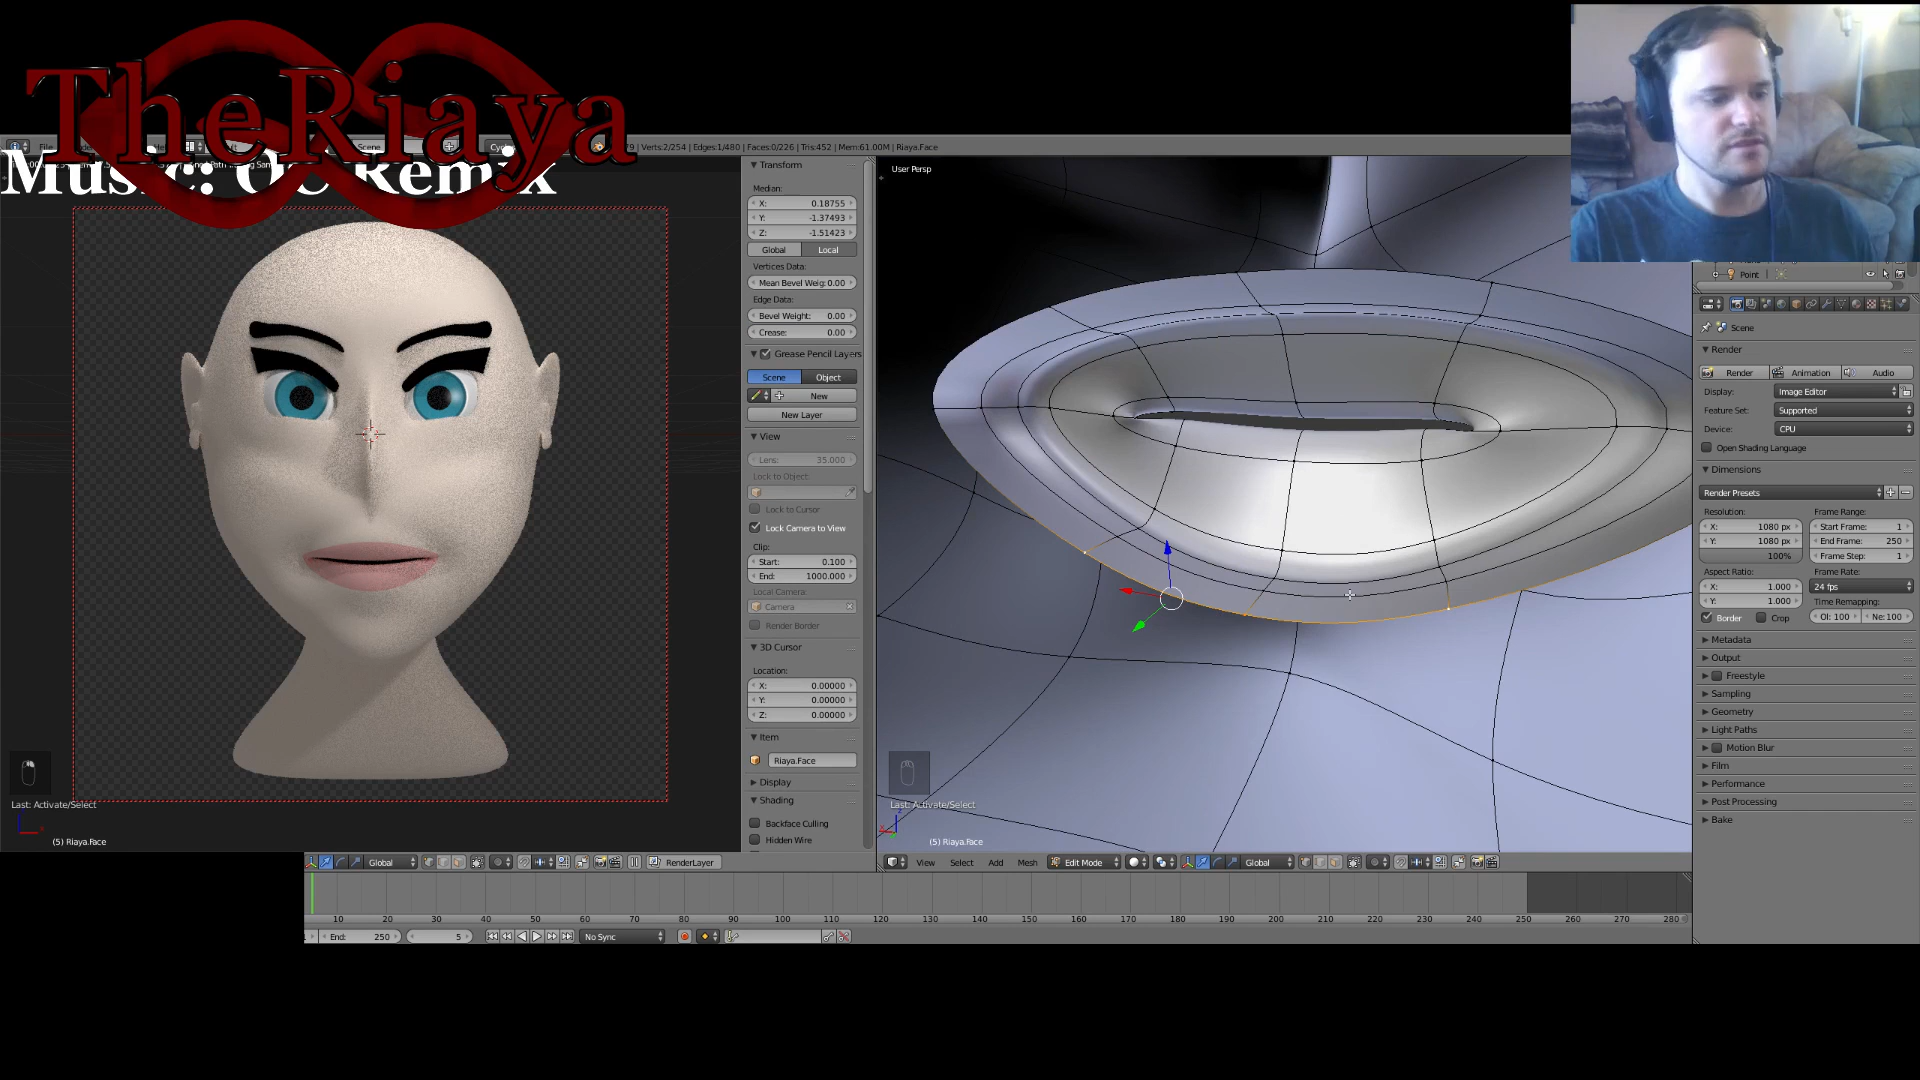 TheRiaya
Music: OC Remix
Scene
Verts:2/254 | Edges:1/480 | Faces:0/226 | Tris:452 | Mem:61.00M | Riaya.Face
Last: Activate/Select
(5) Riaya.Face
Transform
Median:
X: 0.18755
Y: -1.37493
Z: -1.51423
Global Local
Vertices Data:
Mean Bevel Weig: 0.00
Edge Data:
Bevel Weight: 0.00
Crease: 0.00
Grease Pencil Layers
Scene Object
New
New Layer
View
Lens: 35.000
Lock to Object:
Lock to Cursor
Lock Camera to View
Clip:
Start: 0.100
End: 1000.000
Local Camera:
Camera
Render Border
3D Cursor
Location:
X: 0.00000
Y: 0.00000
Z: 0.00000
Item
Riaya.Face
Display
Shading
Backface Culling
Hidden Wire
User Persp
Last: Activate/Select
(5) Riaya.Face
Point
Scene
Render
Render Animation Audio
Display: Image Editor
Feature Set: Supported
Device: CPU
Open Shading Language
Dimensions
Render Presets
Resolution: Frame Range:
X: 1080 px Start Frame: 1
Y: 1080 px End Frame: 250
100% Frame Step: 1
Aspect Ratio: Frame Rate:
X: 1.000 24 fps
Y: 1.000 Time Remapping:
Border Crop Ol: 100 Ne: 100
Metadata
Output
Freestyle
Sampling
Geometry
Light Paths
Motion Blur
Film
Performance
Post Processing
Bake
Global RenderLayer
View Select Add Mesh Edit Mode Global
10 20 30 40 50 60 70 80 90 100 110 120 130 140 150 160 170 180 190 200 210 220 230 240 250 260 270 280
End: 250 5 No Sync